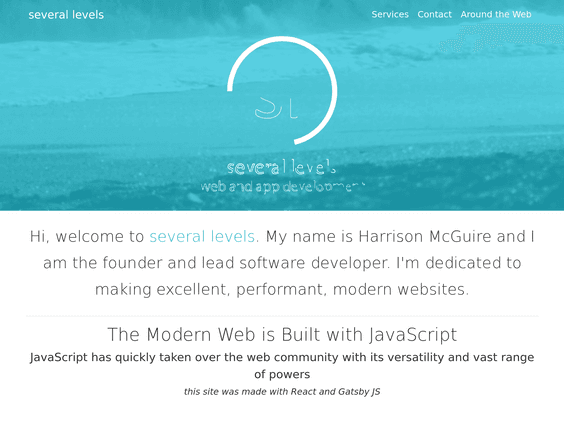 several levels
Services Contact Around the Web
several levels
web and app development
Hi, welcome to several levels. My name is Harrison McGuire and I
am the founder and lead software developer. I'm dedicated to
making excellent, performant, modern websites.
The Modern Web is Built with JavaScript
JavaScript has quickly taken over the web community with its versatility and vast range
of powers
this site was made with React and Gatsby JS